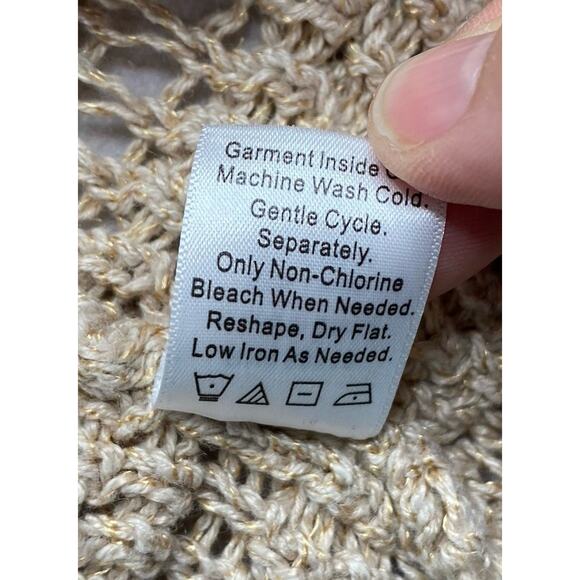 Garment Inside
Machine Wash Cold.
Gentle Cycle.
Separately.
Only Non-Chlorine
Bleach When Needed.
Reshape, Dry Flat.
Low Iron As Needed.